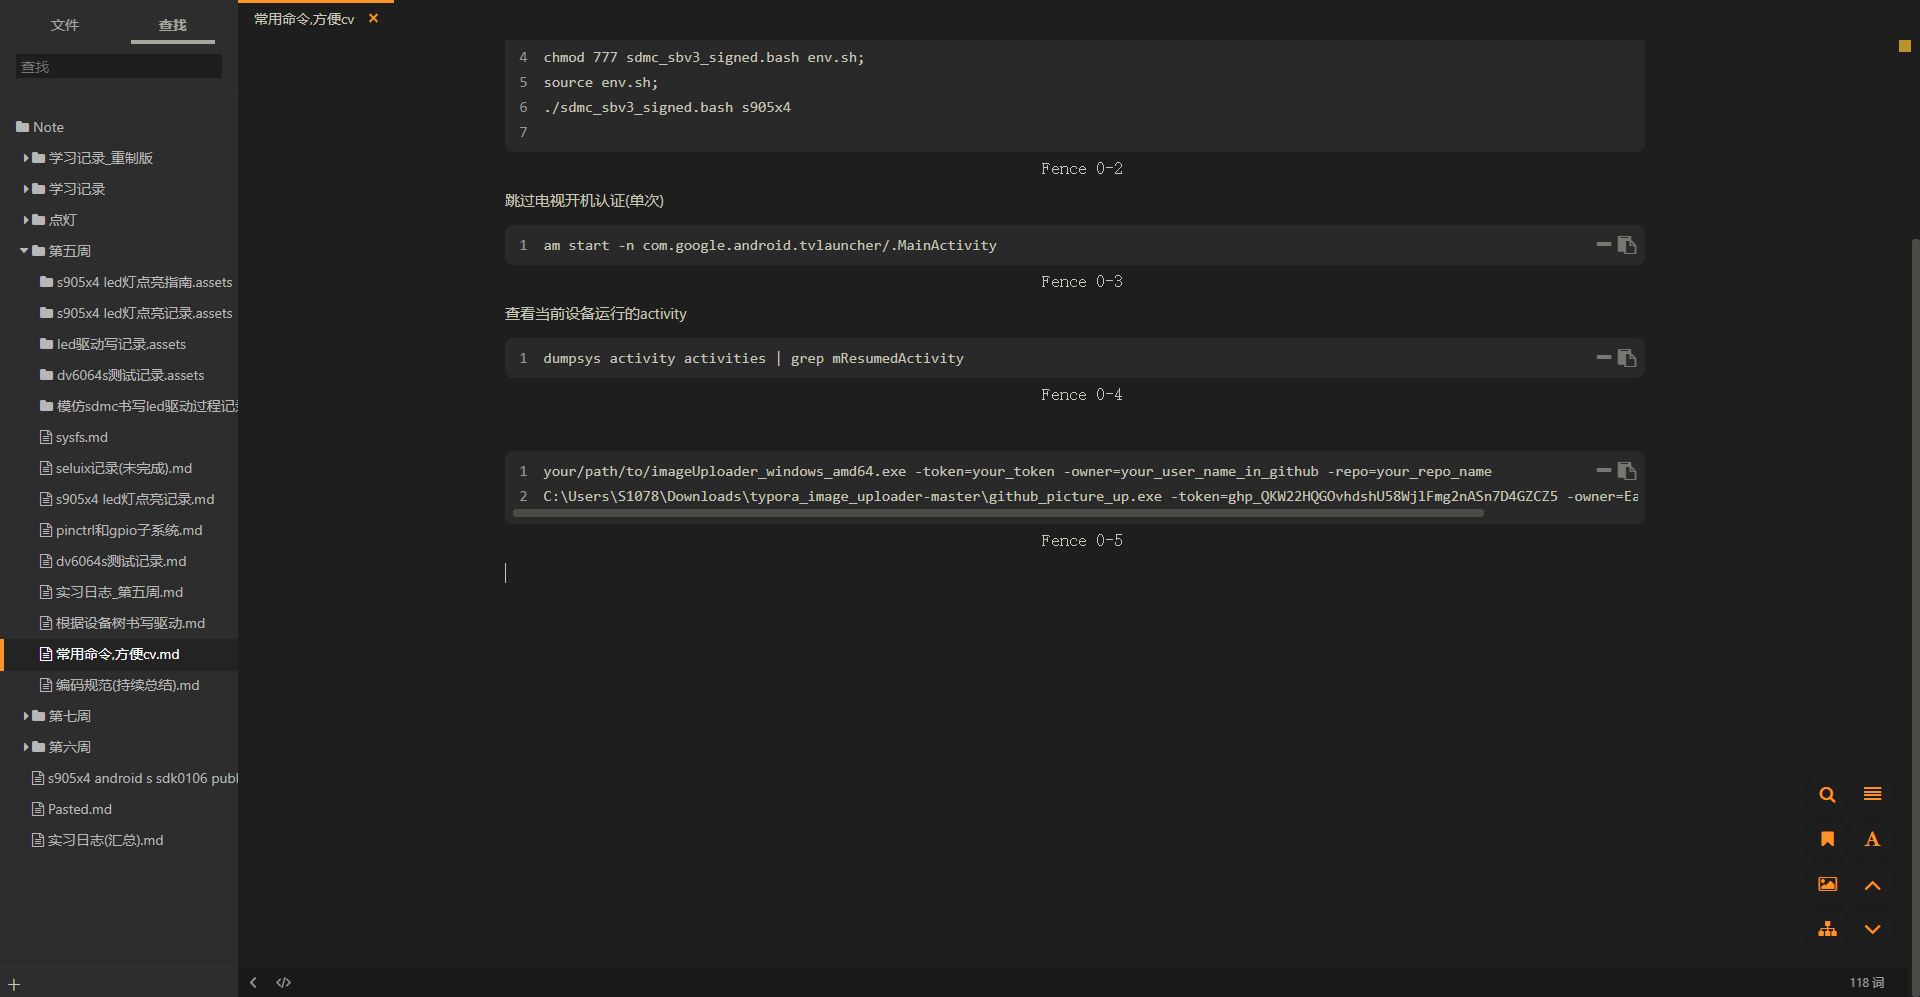 文件
查找
查找
Note
学习记录_重制版
学习记录
点灯
第五周
s905x4 led灯点亮指南.assets
s905x4 led灯点亮记录.assets
led驱动写记录.assets
dv6064s测试记录.assets
模仿sdmc书写led驱动过程记
sysfs.md
seluix记录(未完成).md
s905x4 led灯点亮记录.md
pinctrl和gpio子系统.md
dv6064s测试记录.md
实习日志_第五周.md
根据设备树书写驱动.md
常用命令,方便cv.md
编码规范(持续总结).md
第七周
第六周
s905x4 android s sdk0106 publ
Pasted.md
实习日志(汇总).md
常用命令,方便cv
4 chmod 777 sdmc_sbv3_signed.bash env.sh;
5 source env.sh;
6 ./sdmc_sbv3_signed.bash s905x4
7
Fence 0-2
跳过电视开机认证(单次)
1 am start -n com.google.android.tvlauncher/.MainActivity
Fence 0-3
查看当前设备运行的activity
1 dumpsys activity activities | grep mResumedActivity
Fence 0-4
1 your/path/to/imageUploader_windows_amd64.exe -token=your_token -owner=your_user_name_in_github -repo=your_repo_name
2 C:\Users\S1078\Downloads\typora_image_uploader-master\github_picture_up.exe -token=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 -owner=Ea
Fence 0-5
118 词